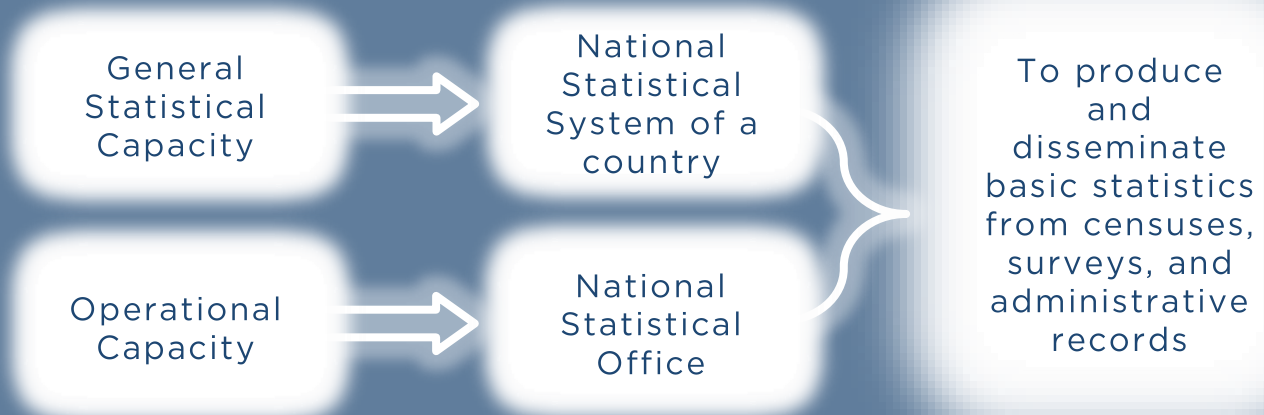 General
Statistical
Capacity
National
Statistical
System of a
country
Operational
Capacity
National
Statistical
Office
To produce
and
disseminate
basic statistics
from censuses,
surveys, and
administrative
records